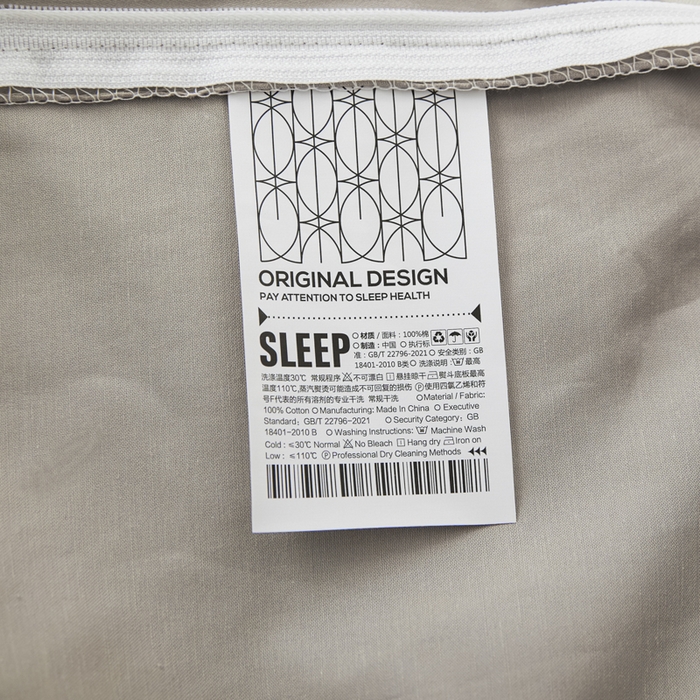 ORIGINAL DESIGN
PAY ATTENTION TO SLEEP HEALTH
SLEEP
材质 / 面料: 100%棉
制造: 中国 执行标
准: GB/T 22796-2021 安全类别: GB
18401-2010 B类 洗涤说明: 最高
洗涤温度30℃ 常规程序 不可漂白 悬挂晾干 熨斗底板最高
温度110℃,蒸汽熨烫可能造成不可回复的损伤 Ⓟ使用四氯乙烯和符
号F代表的所有溶剂的专业干洗 常规干洗 Material / Fabric:
100% Cotton Manufacturing: Made In China Executive
Standard: GB/T 22796-2021 Security Category: GB
18401-2010 B Washing Instructions: Machine Wash
Cold : ≤30℃ Normal No Bleach Hang dry Iron on
Low : ≤110℃ Ⓟ Professional Dry Cleaning Methods